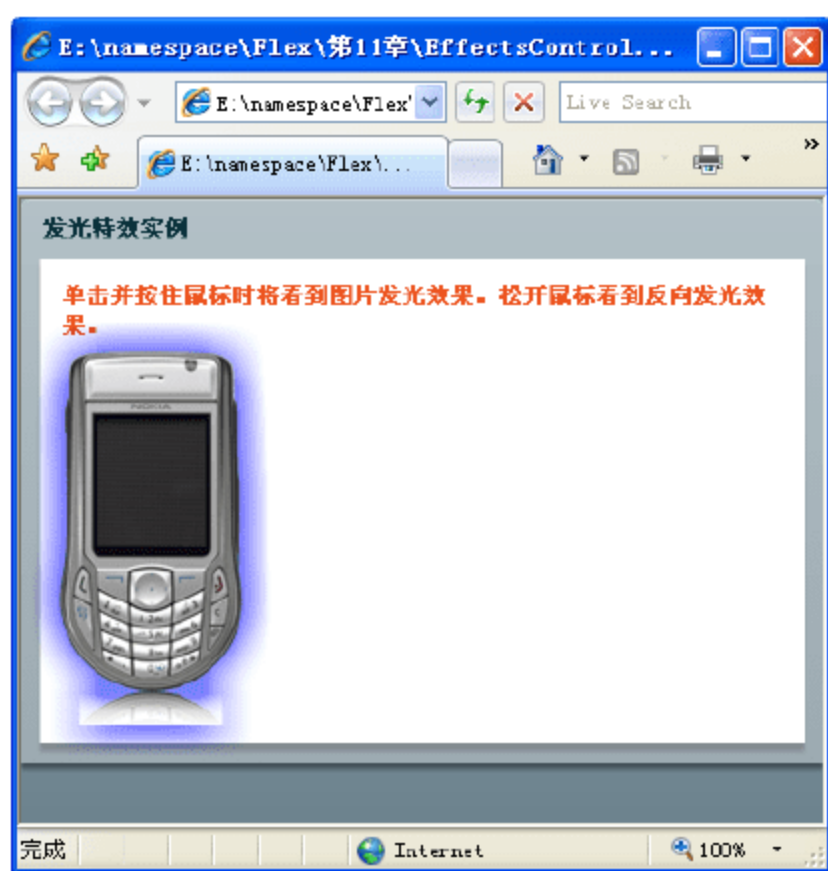 E:\namespace\Flex\第11章\EffectsControl...
E:\namespace\Flex'
Live Search
E:\namespace\Flex\...
»
发光特效实例
单击并按住鼠标时将看到图片发光效果。松开鼠标看到反向发光效
果。
NOKIA
完成
Internet
100%